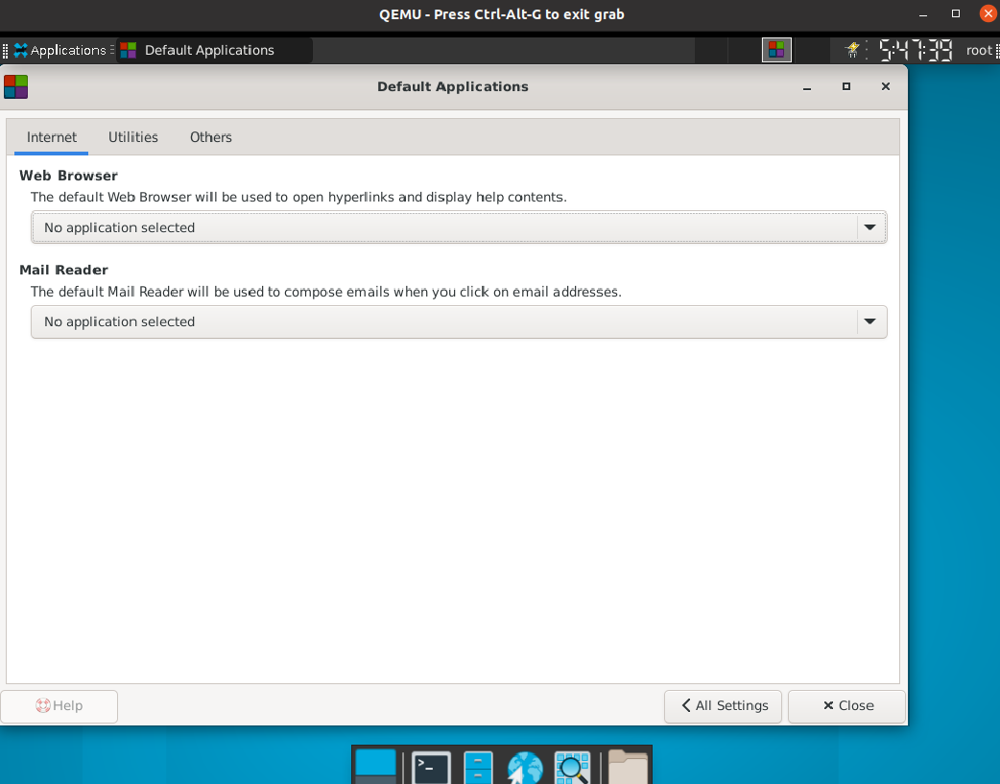 QEMU - Press Ctrl-Alt-G to exit grab
Applications Default Applications 5:47:39 root
Default Applications
Internet Utilities Others
Web Browser
The default Web Browser will be used to open hyperlinks and display help contents.
No application selected
Mail Reader
The default Mail Reader will be used to compose emails when you click on email addresses.
No application selected
Help All Settings Close
>_